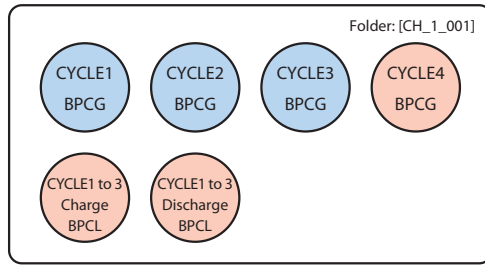 Folder: [CH_1_001]
CYCLE1
BPCG
CYCLE2
BPCG
CYCLE3
BPCG
CYCLE4
BPCG
CYCLE1 to 3
Charge
BPCL
CYCLE1 to 3
Discharge
BPCL